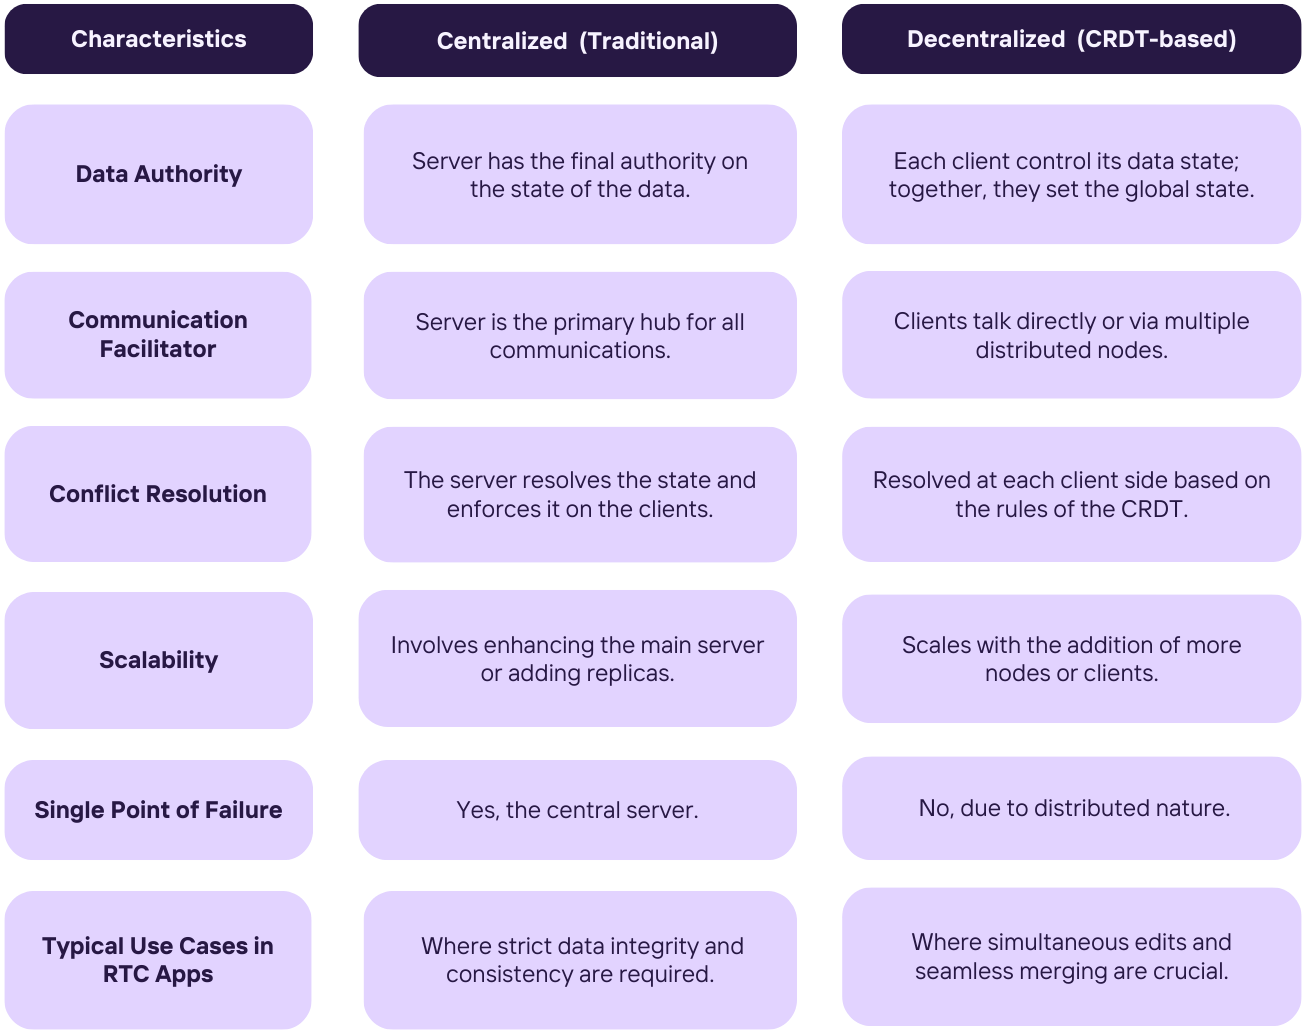 Characteristics
Centralized (Traditional)
Decentralized (CRDT-based)
Data Authority
Server has the final authority on
the state of the data.
Each client control its data state;
together, they set the global state.
Communication
Facilitator
Server is the primary hub for all
communications.
Clients talk directly or via multiple
distributed nodes.
Conflict Resolution
The server resolves the state and
enforces it on the clients.
Resolved at each client side based on
the rules of the CRDT.
Scalability
Involves enhancing the main server
or adding replicas.
Scales with the addition of more
nodes or clients.
Single Point of Failure
Yes, the central server.
No, due to distributed nature.
Typical Use Cases in
RTC Apps
Where strict data integrity and
consistency are required.
Where simultaneous edits and
seamless merging are crucial.